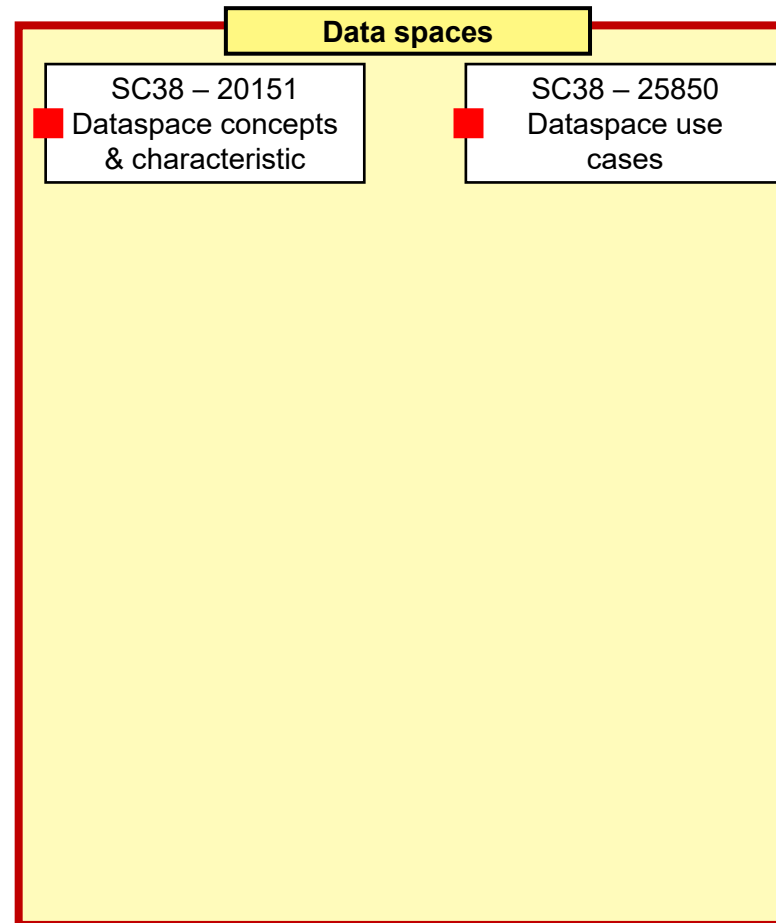 Data spaces
SC38 – 20151
Dataspace concepts
& characteristic
SC38 – 25850
Dataspace use
cases